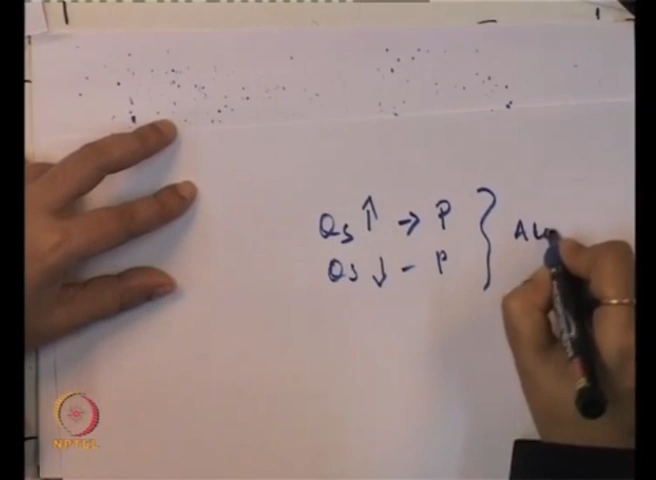 Qs ↑ → P } A
Qs ↓ - P
NPTEL